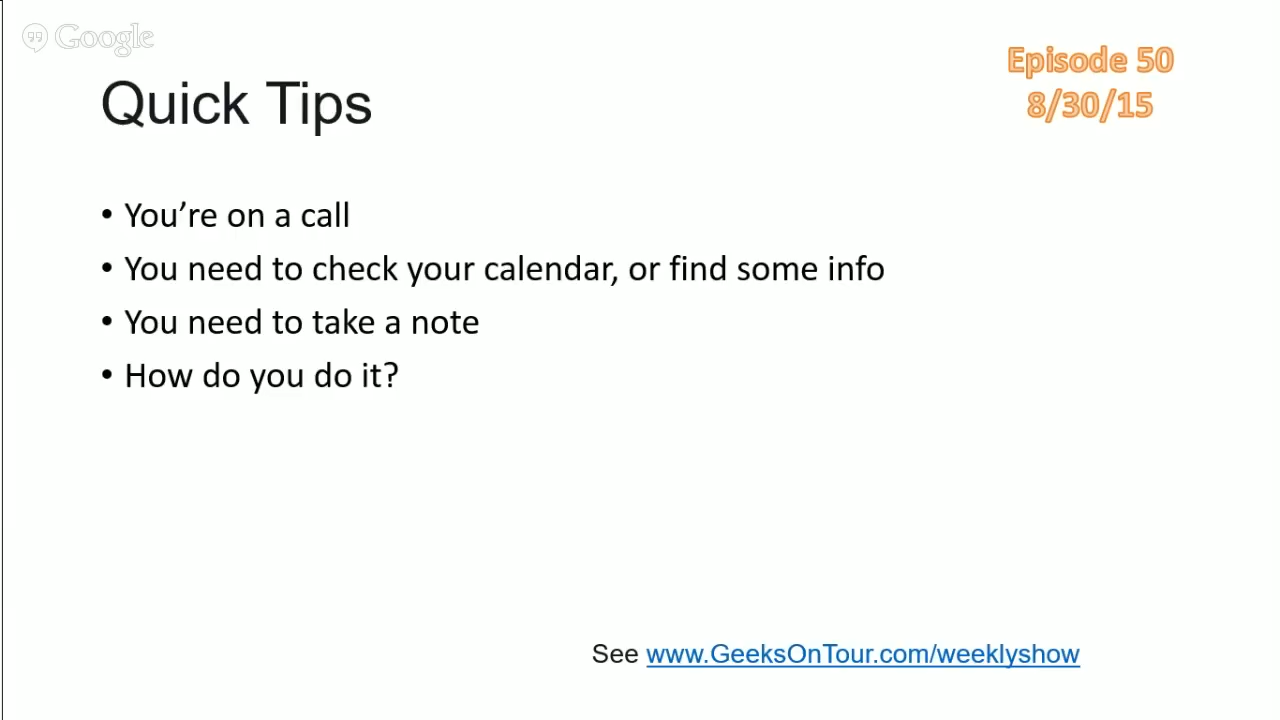 Google
Episode 50
8/30/15
Quick Tips
• You’re on a call
• You need to check your calendar, or find some info
• You need to take a note
• How do you do it?
See www.GeeksOnTour.com/weeklyshow